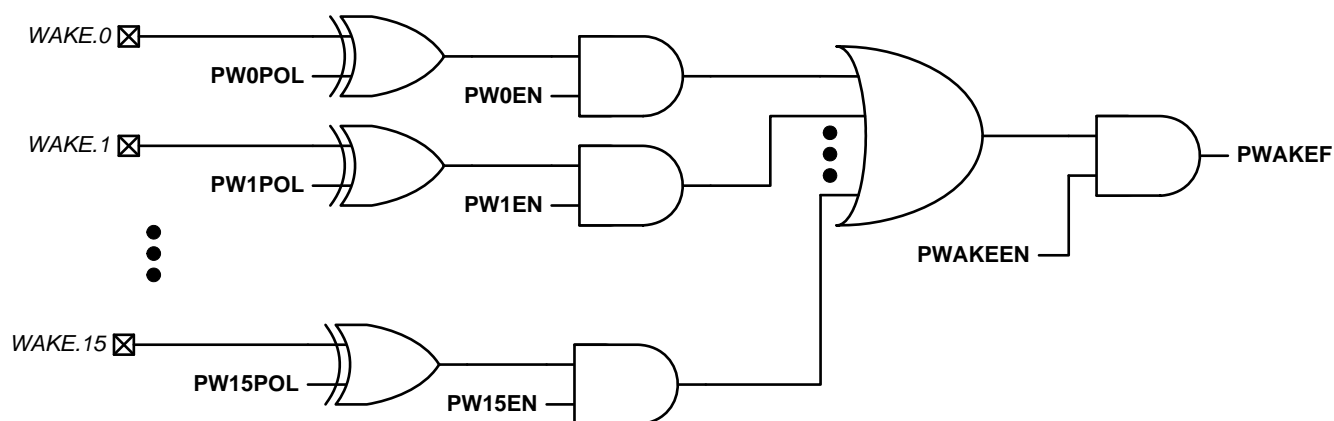 WAKE.0
PW0POL
PW0EN
WAKE.1
PW1POL
PW1EN
PWAKEF
PWAKEEN
WAKE.15
PW15POL
PW15EN